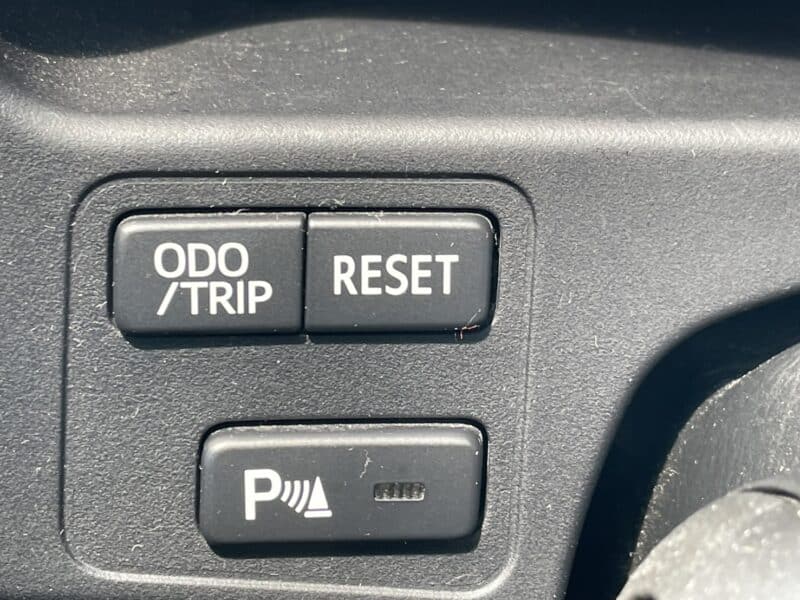 ODO
/TRIP
RESET
P